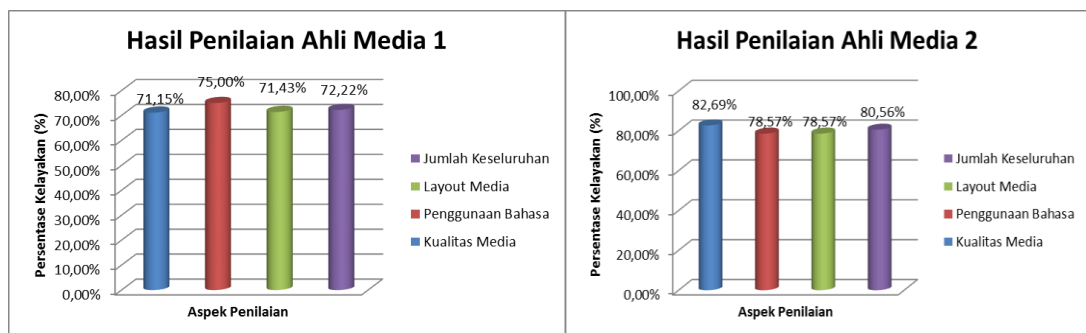 Hasil Penilaian Ahli Media 1
Persentase Kelayakan (%)
80,00%
70,00%
60,00%
50,00%
40,00%
30,00%
20,00%
10,00%
0,00%
71,15%
75,00%
71,43%
72,22%
Aspek Penilaian
Jumlah Keseluruhan
Layout Media
Penggunaan Bahasa
Kualitas Media
Hasil Penilaian Ahli Media 2
Persentase Kelayakan (%)
100,00%
80,00%
60,00%
40,00%
20,00%
0,00%
82,69%
78,57%
78,57%
80,56%
Aspek Penilaian
Jumlah Keseluruhan
Layout Media
Penggunaan Bahasa
Kualitas Media